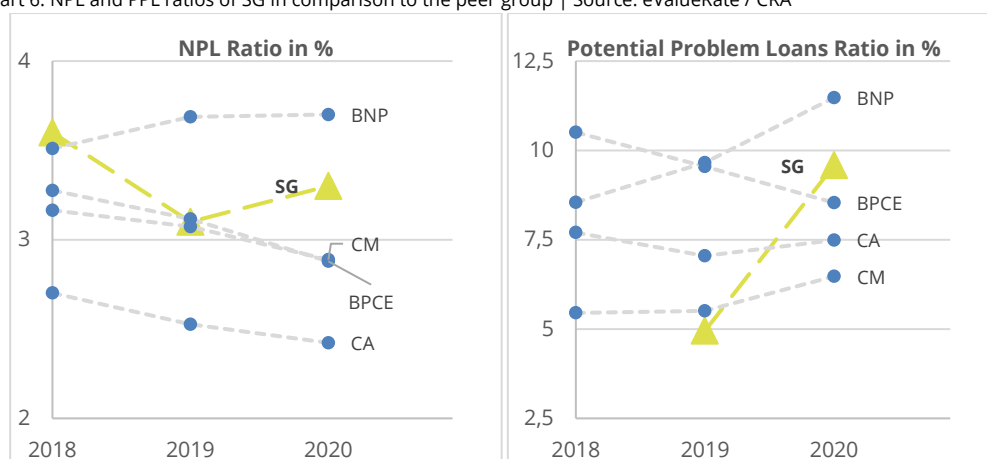 art 6: NPL and PPL ratios of SG in comparison to the peer group | Source: eValueRate / CRA
NPL Ratio in %
4
3
2
BNP
SG
CM
BPCE
CA
2018 2019 2020
Potential Problem Loans Ratio in %
12,5
10
7,5
5
2,5
BNP
SG
BPCE
CA
CM
2018 2019 2020